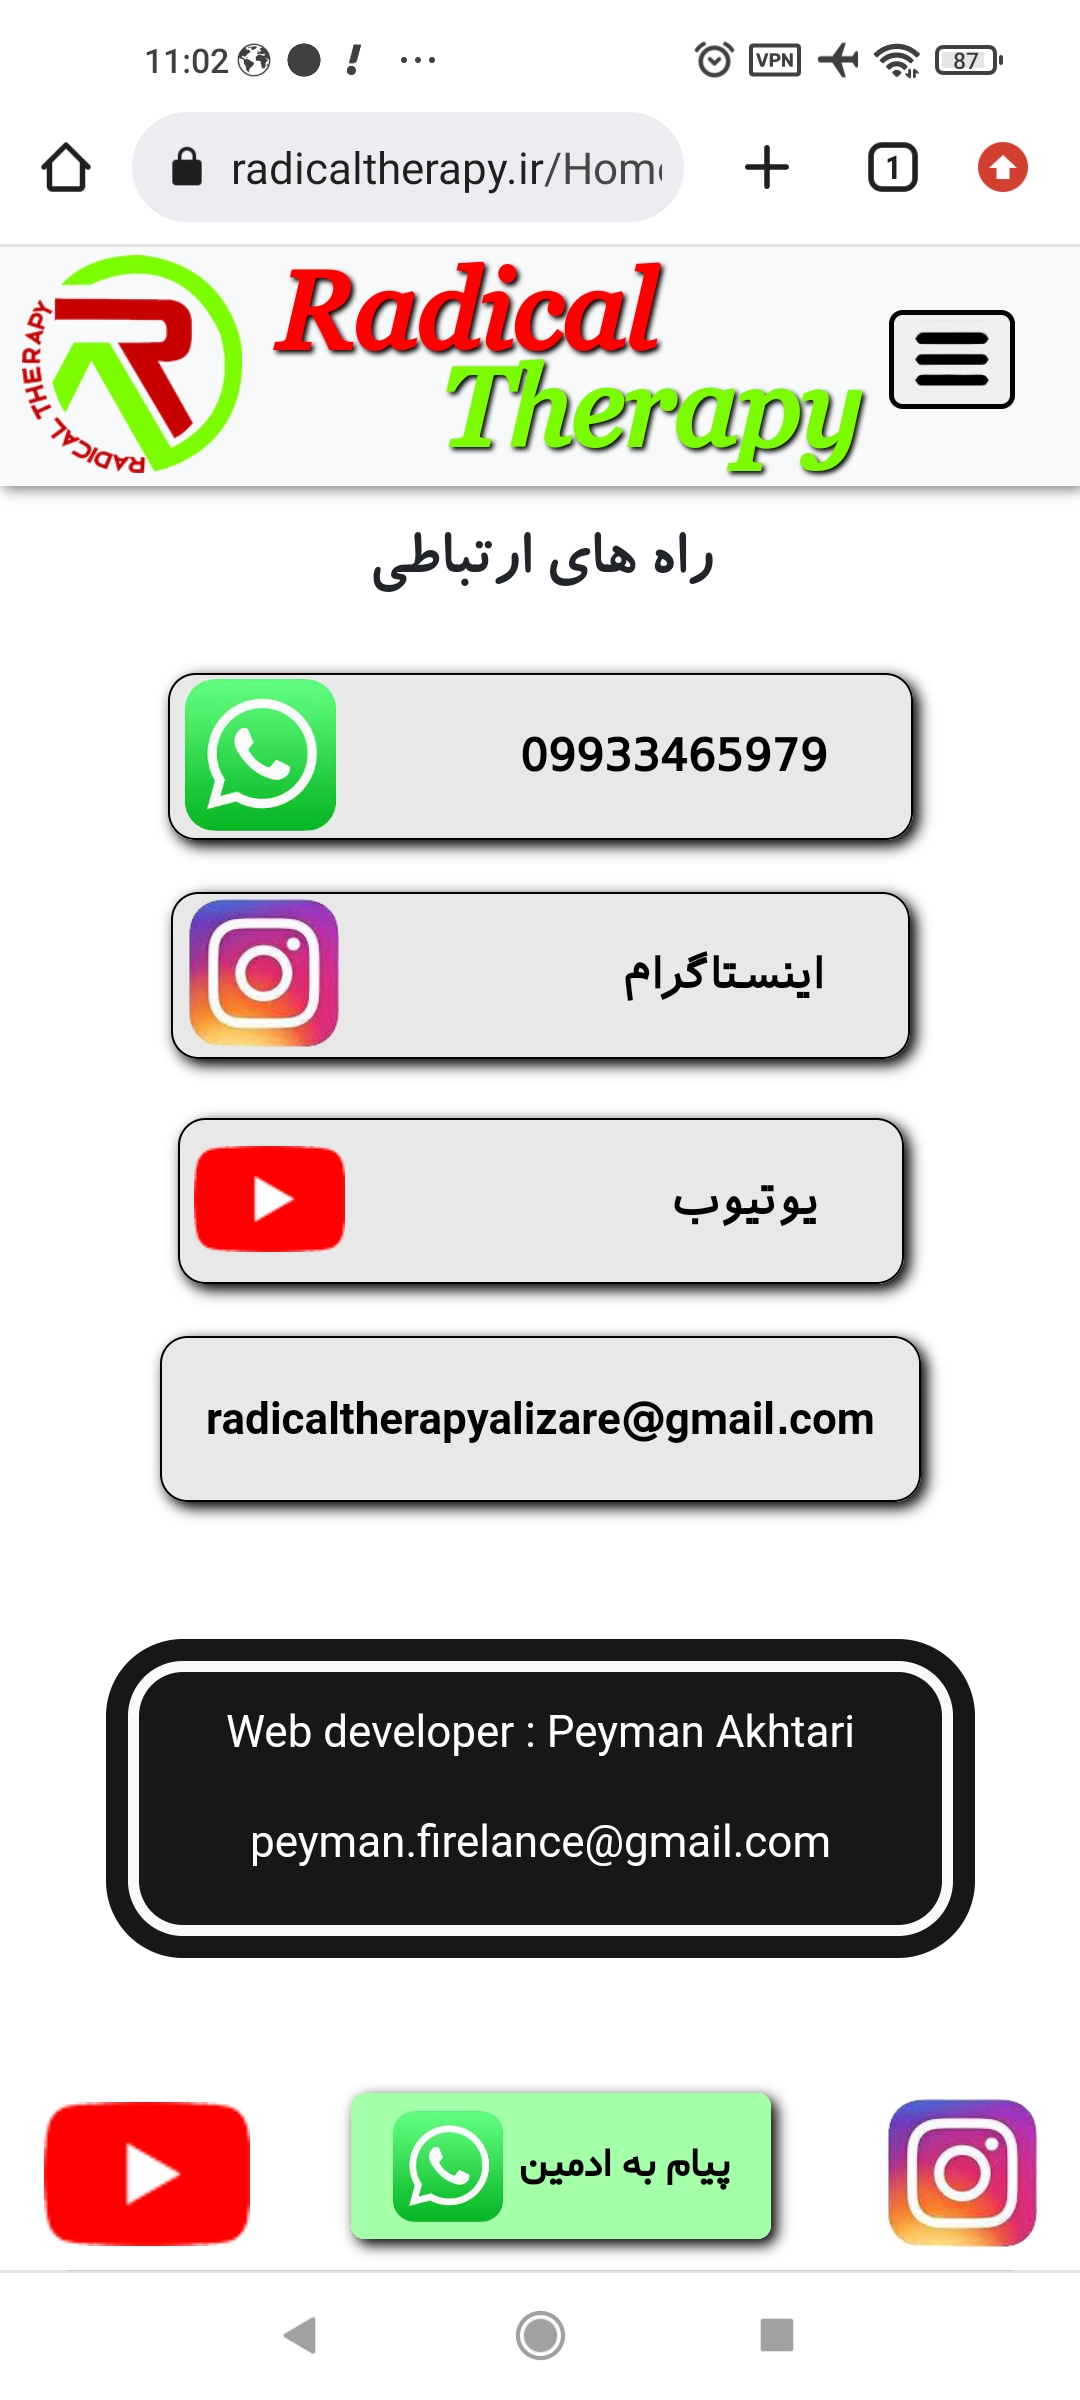 11:02
VPN
87
radicaltherapy.ir/Home
1
RADICAL THERAPY
Radical
Therapy
راه های ارتباطی
09933465979
اینستاگرام
یوتیوب
radicaltherapyalizare@gmail.com
Web developer : Peyman Akhtari
peyman.firelance@gmail.com
پیام به ادمین